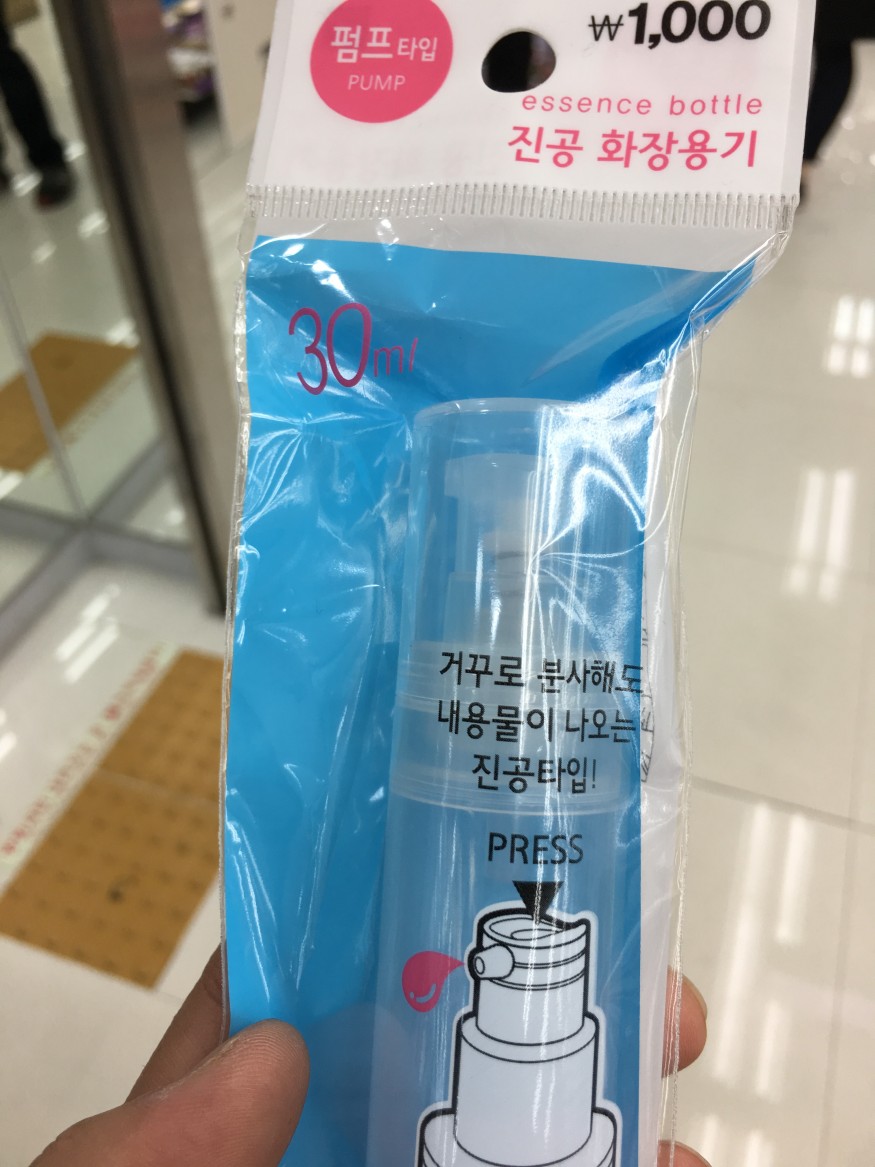 펌프타입
PUMP
₩1,000
essence bottle
진공 화장용기
30ml
거꾸로 분사해도
내용물이 나오는
진공타입!
PRESS